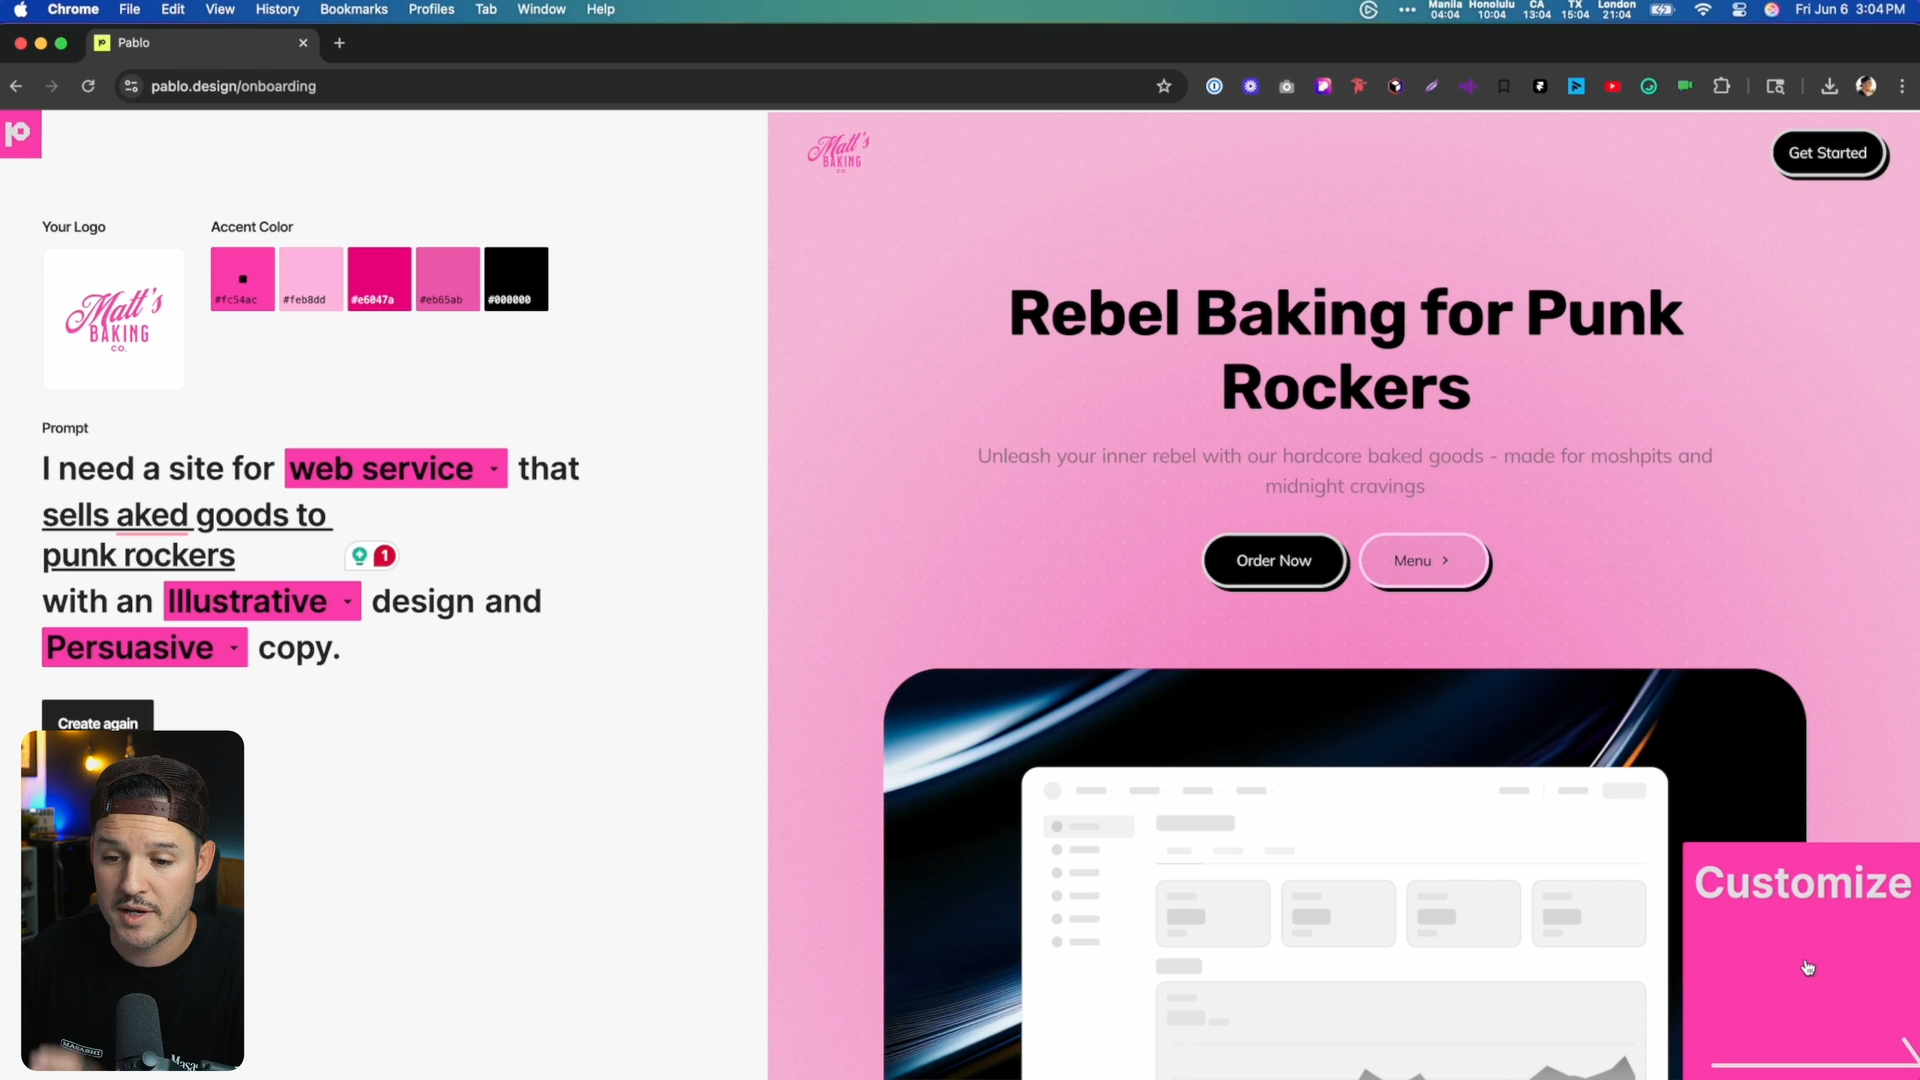 Chrome File Edit View History Bookmarks Profiles Tab Window Help
Manila 04:04 Honolulu 10:04 CA 13:04 TX 15:04 London 21:04 Fri Jun 6 3:04 PM
Pablo
pablo.design/onboarding
Your Logo
Accent Color
Matt's
BAKING
CO.
#fc54ac #feb8dd #e6047a #eb65ab #000000
Prompt
I need a site for web service that
sells aked goods to
punk rockers
1
with an Illustrative design and
Persuasive copy.
Create again
Matt's
BAKING
CO.
Get Started
Rebel Baking for Punk
Rockers
Unleash your inner rebel with our hardcore baked goods - made for moshpits and
midnight cravings
Order Now
Menu
Customize